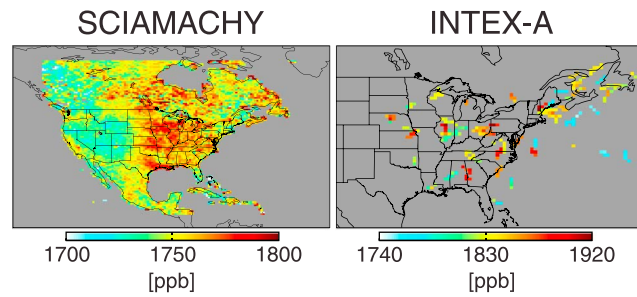 SCIAMACHY
INTEX-A
1700 1750 1800
[ppb]
1740 1830 1920
[ppb]